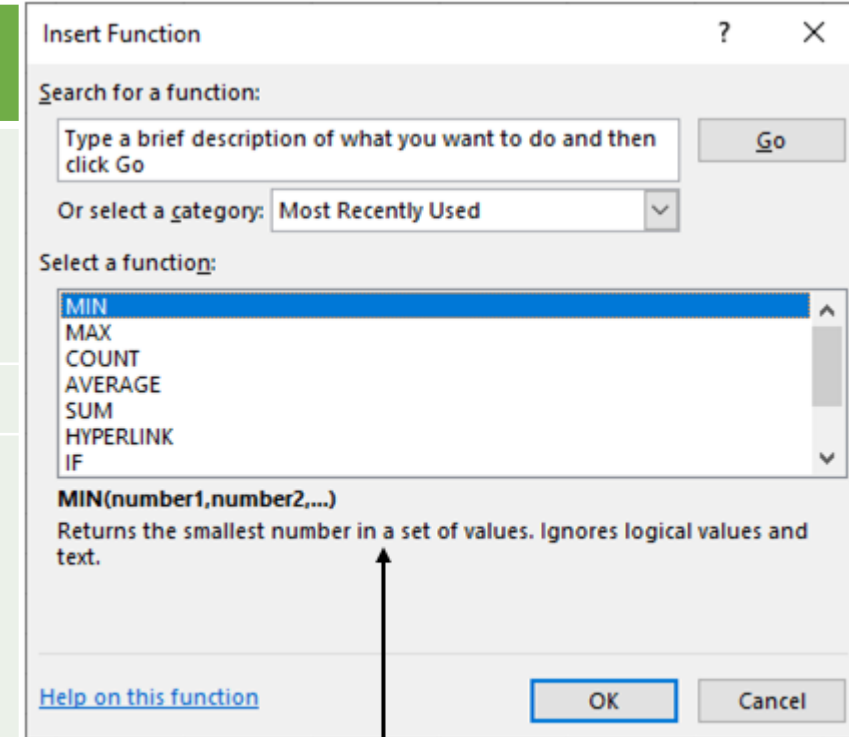 Insert Function
?
Search for a function:
Type a brief description of what you want to do and then
click Go
Go
Or select a category: Most Recently Used
Select a function:
MIN
MAX
COUNT
AVERAGE
SUM
HYPERLINK
IF
MIN(number1,number2,...)
Returns the smallest number in a set of values. Ignores logical values and
text.
Help on this function
OK
Cancel